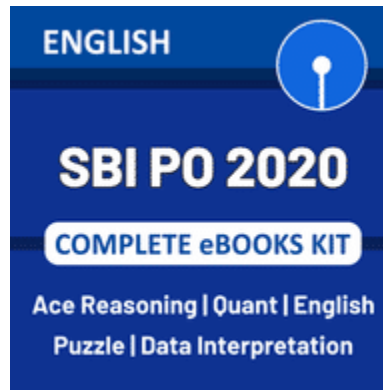 ENGLISH
SBI PO 2020
COMPLETE eBOOKS KIT
Ace Reasoning | Quant | English
Puzzle | Data Interpretation